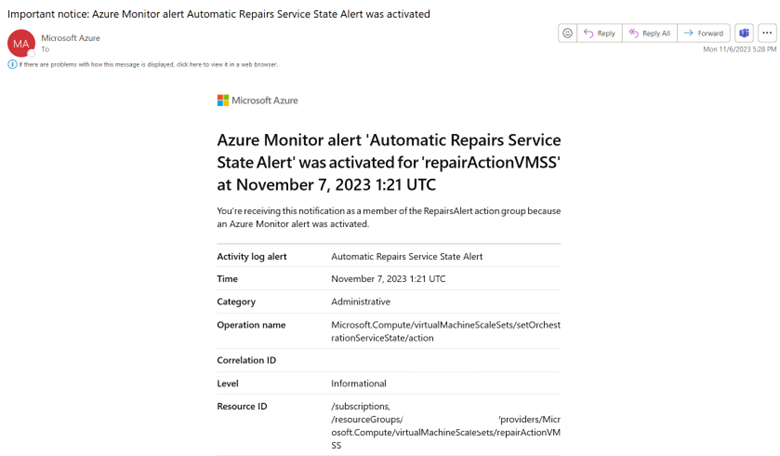 Important notice: Azure Monitor alert Automatic Repairs Service State Alert was activated
MA
Microsoft Azure
To
Reply
Reply All
Forward
Mon 11/6/2023 5:28 PM
If there are problems with how this message is displayed, click here to view it in a web browser.
Microsoft Azure
Azure Monitor alert 'Automatic Repairs Service
State Alert' was activated for 'repairActionVMSS'
at November 7, 2023 1:21 UTC
You're receiving this notification as a member of the RepairsAlert action group because
an Azure Monitor alert was activated.
Activity log alert Automatic Repairs Service State Alert
Time November 7, 2023 1:21 UTC
Category Administrative
Operation name Microsoft.Compute/virtualMachineScaleSets/setOrchest
rationServiceState/action
Correlation ID
Level Informational
Resource ID /subscriptions,
/resourceGroups/ 'providers/Micr
osoft.Compute/virtualMachineScaleSets/repairActionVM
SS